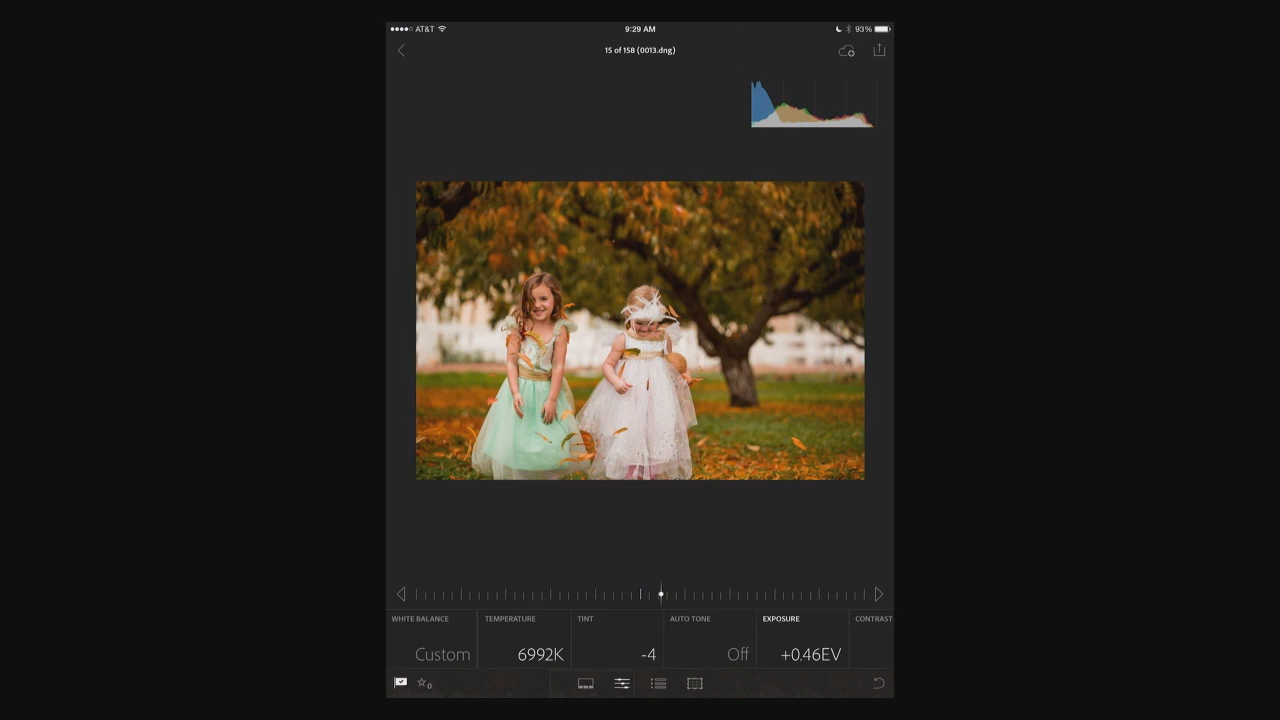 AT&T 9:29 AM 93%
15 of 158 (0013.dng)
WHITE BALANCE TEMPERATURE TINT AUTO TONE EXPOSURE CONTRAST
Custom 6992K -4 Off +0.46EV
0